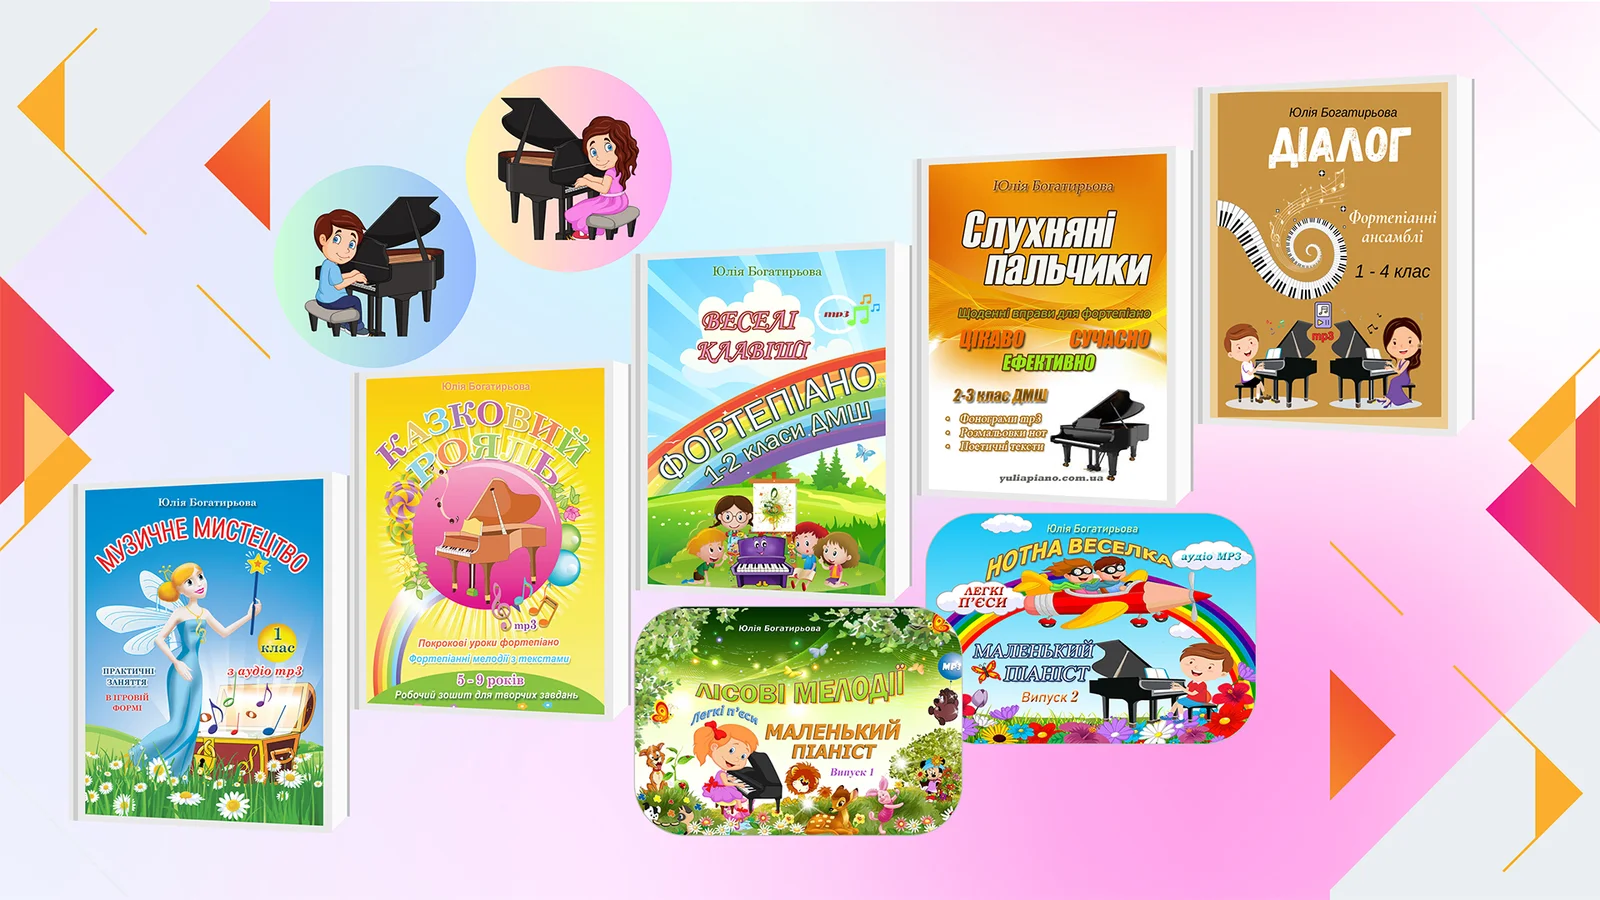 Юлія Богатирьова
МУЗИЧНЕ МИСТЕЦТВО
1
клас
ПРАКТИЧНІ
ЗАНЯТТЯ
В ІГРОВІЙ
ФОРМІ
з аудіо mp3
Юлія Богатирьова
КАЗКОВИЙ
РОЯЛЬ
mp3
Покрокові уроки фортепіано
Фортепіанні мелодії з текстами
5 - 9 років
Робочий зошит для творчих завдань
Юлія Богатирьова
ВЕСЕЛІ
КЛАВІШІ
mp3
ФОРТЕПІАНО
1-2 класи ДМШ
Юлія Богатирьова
Слухняні
пальчики
Щоденні вправи для фортепіано
ЦІКАВО СУЧАСНО
ЕФЕКТИВНО
2-3 клас ДМШ
• Фонограми mp3
• Розмальовки нот
• Поетичні тексти
yuliapiano.com.ua
Юлія Богатирьова
ДІАЛОГ
Фортепіанні
ансамблі
1 - 4 клас
mp3
Юлія Богатирьова
ЛІСОВІ МЕЛОДІЇ
MP3
Легкі п'єси
МАЛЕНЬКИЙ
ПІАНІСТ
Випуск 1
Юлія Богатирьова
НОТНА ВЕСЕЛКА
аудіо MP3
ЛЕГКІ
П'ЄСИ
МАЛЕНЬКИЙ
ПІАНІСТ
Випуск 2